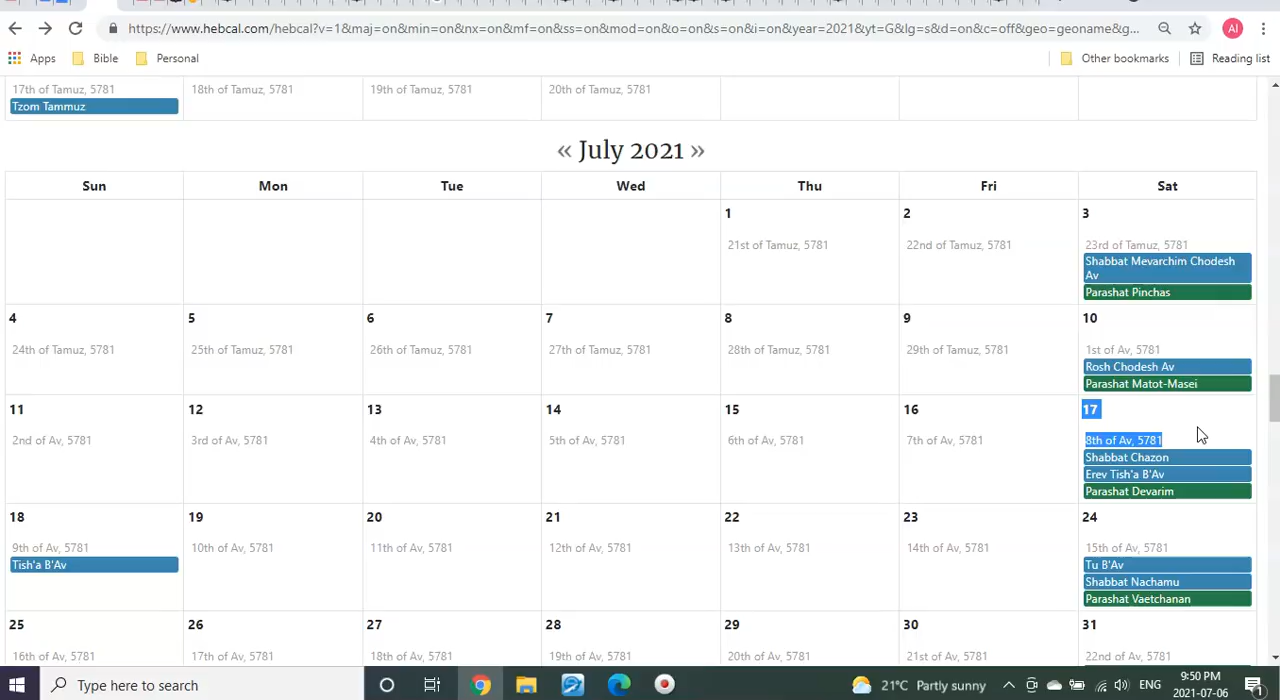 https://www.hebcal.com/hebcal?v=1&maj=on&min=on&nx=on&mf=on&ss=on&mod=on&o=on&s=on&i=on&year=2021&yt=G&lg=s&d=on&c=off&geo=geoname&g... AI
Apps Bible Personal Other bookmarks Reading list
17th of Tamuz, 5781 18th of Tamuz, 5781 19th of Tamuz, 5781 20th of Tamuz, 5781
Tzom Tammuz
« July 2021 »
Sun Mon Tue Wed Thu Fri Sat
1 2 3
21st of Tamuz, 5781 22nd of Tamuz, 5781 23rd of Tamuz, 5781
Shabbat Mevarchim Chodesh
Av
Parashat Pinchas
4 5 6 7 8 9 10
24th of Tamuz, 5781 25th of Tamuz, 5781 26th of Tamuz, 5781 27th of Tamuz, 5781 28th of Tamuz, 5781 29th of Tamuz, 5781 1st of Av, 5781
Rosh Chodesh Av
Parashat Matot-Masei
11 12 13 14 15 16 17
2nd of Av, 5781 3rd of Av, 5781 4th of Av, 5781 5th of Av, 5781 6th of Av, 5781 7th of Av, 5781 8th of Av, 5781
Shabbat Chazon
Erev Tish'a B'Av
Parashat Devarim
18 19 20 21 22 23 24
9th of Av, 5781 10th of Av, 5781 11th of Av, 5781 12th of Av, 5781 13th of Av, 5781 14th of Av, 5781 15th of Av, 5781
Tish'a B'Av Tu B'Av
Shabbat Nachamu
Parashat Vaetchanan
25 26 27 28 29 30 31
16th of Av, 5781 17th of Av, 5781 18th of Av, 5781 19th of Av, 5781 20th of Av, 5781 21st of Av, 5781 22nd of Av, 5781
Type here to search 21°C Partly sunny ENG 9:50 PM
2021-07-06 1